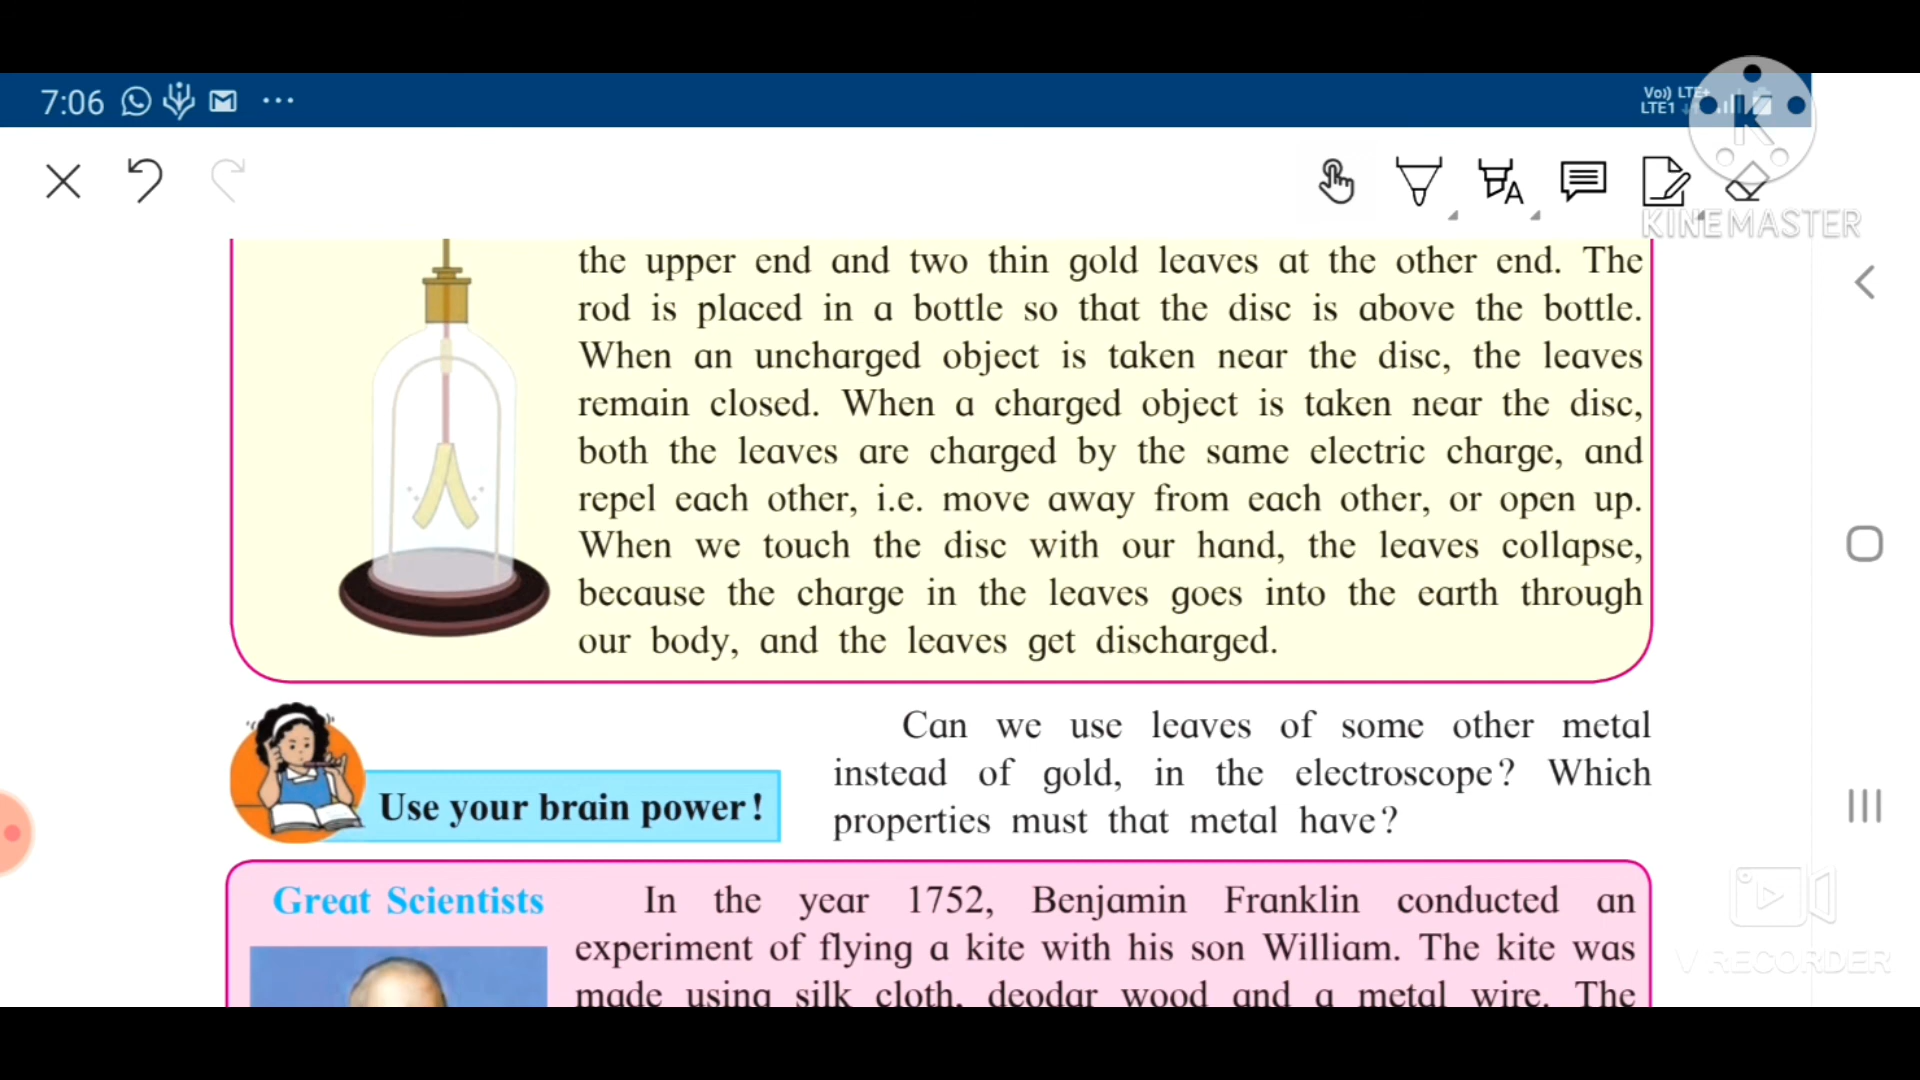 7:06
Vo)) LTE+
LTE1
K
KINEMASTER
the upper end and two thin gold leaves at the other end. The
rod is placed in a bottle so that the disc is above the bottle.
When an uncharged object is taken near the disc, the leaves
remain closed. When a charged object is taken near the disc,
both the leaves are charged by the same electric charge, and
repel each other, i.e. move away from each other, or open up.
When we touch the disc with our hand, the leaves collapse,
because the charge in the leaves goes into the earth through
our body, and the leaves get discharged.
Use your brain power!
Can we use leaves of some other metal
instead of gold, in the electroscope? Which
properties must that metal have?
Great Scientists
In the year 1752, Benjamin Franklin conducted an
experiment of flying a kite with his son William. The kite was
made using silk cloth, deodar wood and a metal wire. The
V RECORDER